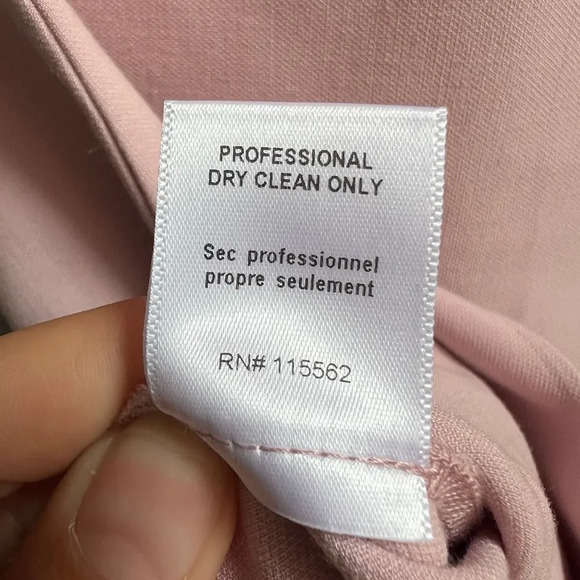 PROFESSIONAL
DRY CLEAN ONLY
Sec professionnel
propre seulement
RN# 115562